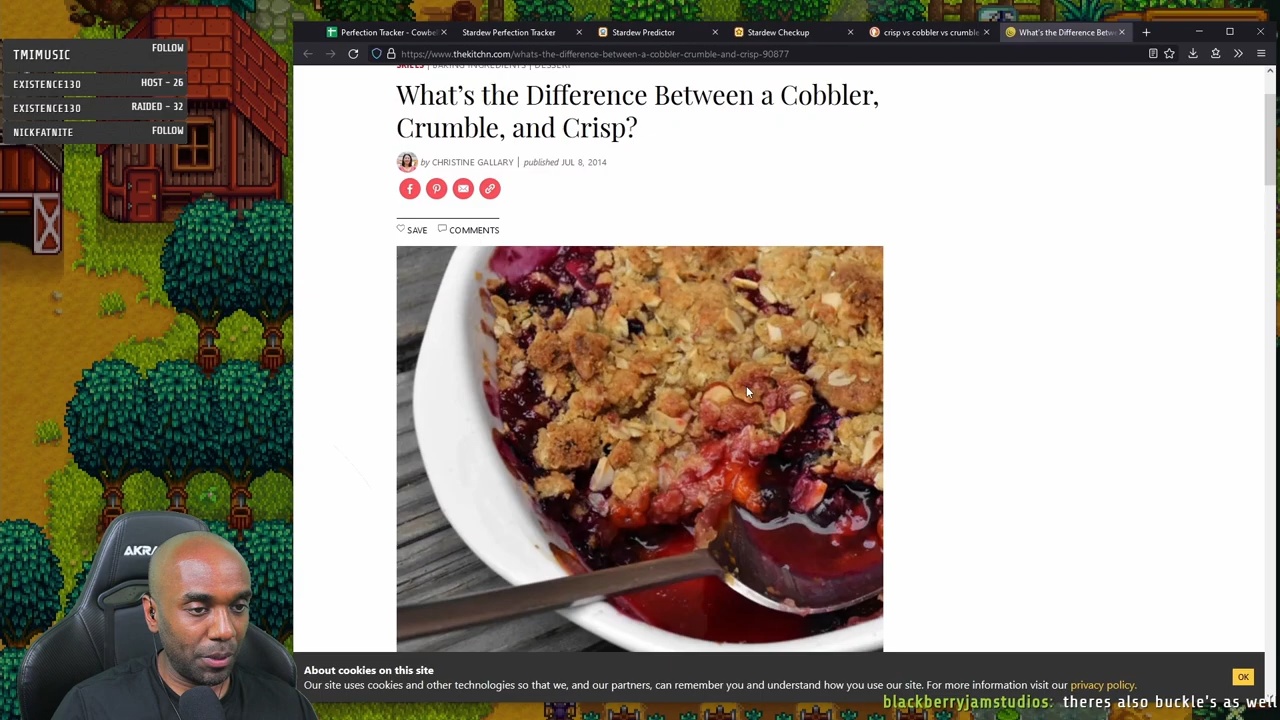 TMIMUSIC FOLLOW
EXISTENCE130 HOST - 26
EXISTENCE130 RAIDED - 32
NICKFATNITE FOLLOW
Perfection Tracker - Cowbe
Stardew Perfection Tracker
Stardew Predictor
Stardew Checkup
crisp vs cobbler vs crumble
What's the Difference Betw
https://www.thekitchn.com/whats-the-difference-between-a-cobbler-crumble-and-crisp-90877
SKILLS | BAKING INGREDIENTS | DESSERT
What's the Difference Between a Cobbler,
Crumble, and Crisp?
by CHRISTINE GALLARY | published JUL 8, 2014
SAVE COMMENTS
AKRA
About cookies on this site
Our site uses cookies and other technologies so that we, and our partners, can remember you and understand how you use our site. For more information visit our privacy policy.
OK
blackberryjamstudios: theres also buckle's as well